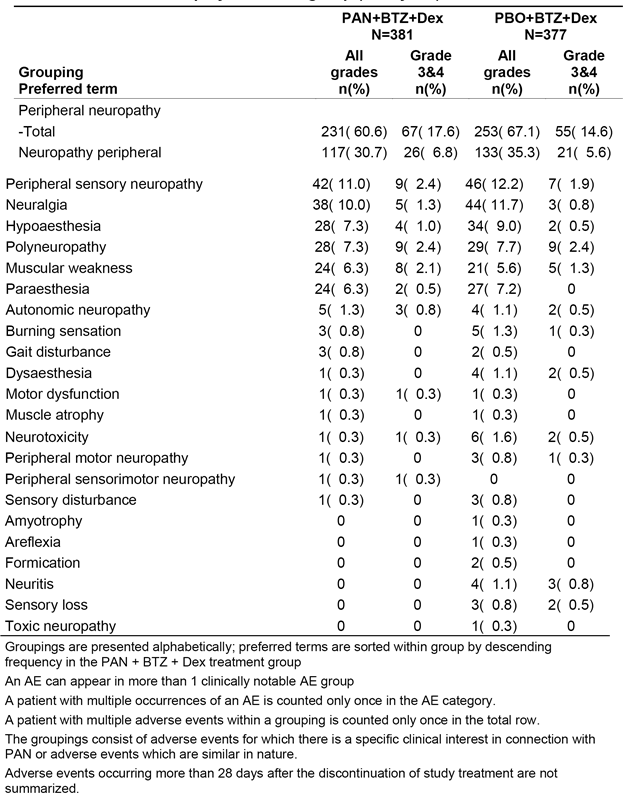 PAN+BTZ+Dex PBO+BTZ+Dex
N=381 N=377
All Grade All Grade
Grouping grades 3&4 grades 3&4
Preferred term n(%) n(%) n(%) n(%)
Peripheral neuropathy
-Total 231( 60.6) 67( 17.6) 253( 67.1) 55( 14.6)
Neuropathy peripheral 117( 30.7) 26( 6.8) 133( 35.3) 21( 5.6)
Peripheral sensory neuropathy 42( 11.0) 9( 2.4) 46( 12.2) 7( 1.9)
Neuralgia 38( 10.0) 5( 1.3) 44( 11.7) 3( 0.8)
Hypoaesthesia 28( 7.3) 4( 1.0) 34( 9.0) 2( 0.5)
Polyneuropathy 28( 7.3) 9( 2.4) 29( 7.7) 9( 2.4)
Muscular weakness 24( 6.3) 8( 2.1) 21( 5.6) 5( 1.3)
Paraesthesia 24( 6.3) 2( 0.5) 27( 7.2) 0
Autonomic neuropathy 5( 1.3) 3( 0.8) 4( 1.1) 2( 0.5)
Burning sensation 3( 0.8) 0 5( 1.3) 1( 0.3)
Gait disturbance 3( 0.8) 0 2( 0.5) 0
Dysaesthesia 1( 0.3) 0 4( 1.1) 2( 0.5)
Motor dysfunction 1( 0.3) 1( 0.3) 1( 0.3) 0
Muscle atrophy 1( 0.3) 0 1( 0.3) 0
Neurotoxicity 1( 0.3) 1( 0.3) 6( 1.6) 2( 0.5)
Peripheral motor neuropathy 1( 0.3) 0 3( 0.8) 1( 0.3)
Peripheral sensorimotor neuropathy 1( 0.3) 1( 0.3) 0 0
Sensory disturbance 1( 0.3) 0 3( 0.8) 0
Amyotrophy 0 0 1( 0.3) 0
Areflexia 0 0 1( 0.3) 0
Formication 0 0 2( 0.5) 0
Neuritis 0 0 4( 1.1) 3( 0.8)
Sensory loss 0 0 3( 0.8) 2( 0.5)
Toxic neuropathy 0 0 1( 0.3) 0
Groupings are presented alphabetically; preferred terms are sorted within group by descending
frequency in the PAN + BTZ + Dex treatment group
An AE can appear in more than 1 clinically notable AE group
A patient with multiple occurrences of an AE is counted only once in the AE category.
A patient with multiple adverse events within a grouping is counted only once in the total row.
The groupings consist of adverse events for which there is a specific clinical interest in connection with
PAN or adverse events which are similar in nature.
Adverse events occurring more than 28 days after the discontinuation of study treatment are not
summarized.